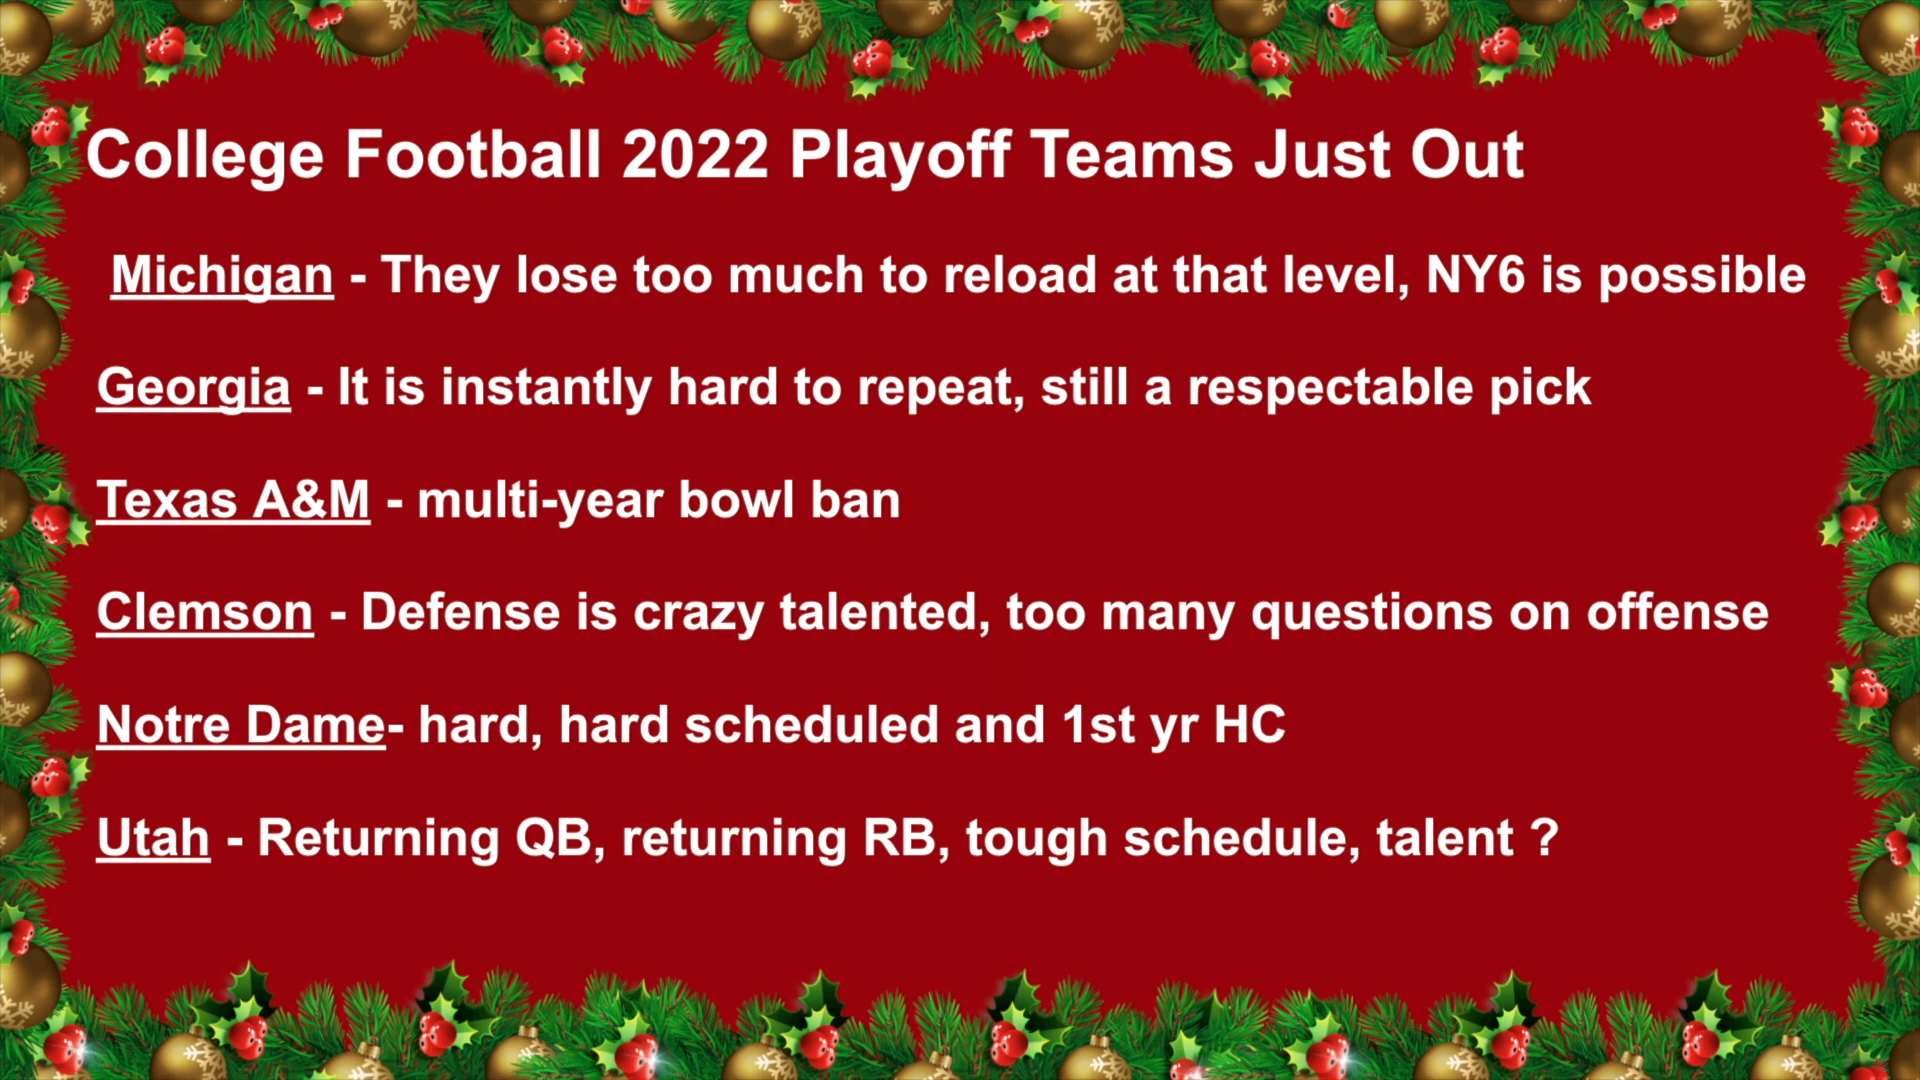 College Football 2022 Playoff Teams Just Out
Michigan - They lose too much to reload at that level, NY6 is possible
Georgia - It is instantly hard to repeat, still a respectable pick
Texas A&M - multi-year bowl ban
Clemson - Defense is crazy talented, too many questions on offense
Notre Dame- hard, hard scheduled and 1st yr HC
Utah - Returning QB, returning RB, tough schedule, talent ?